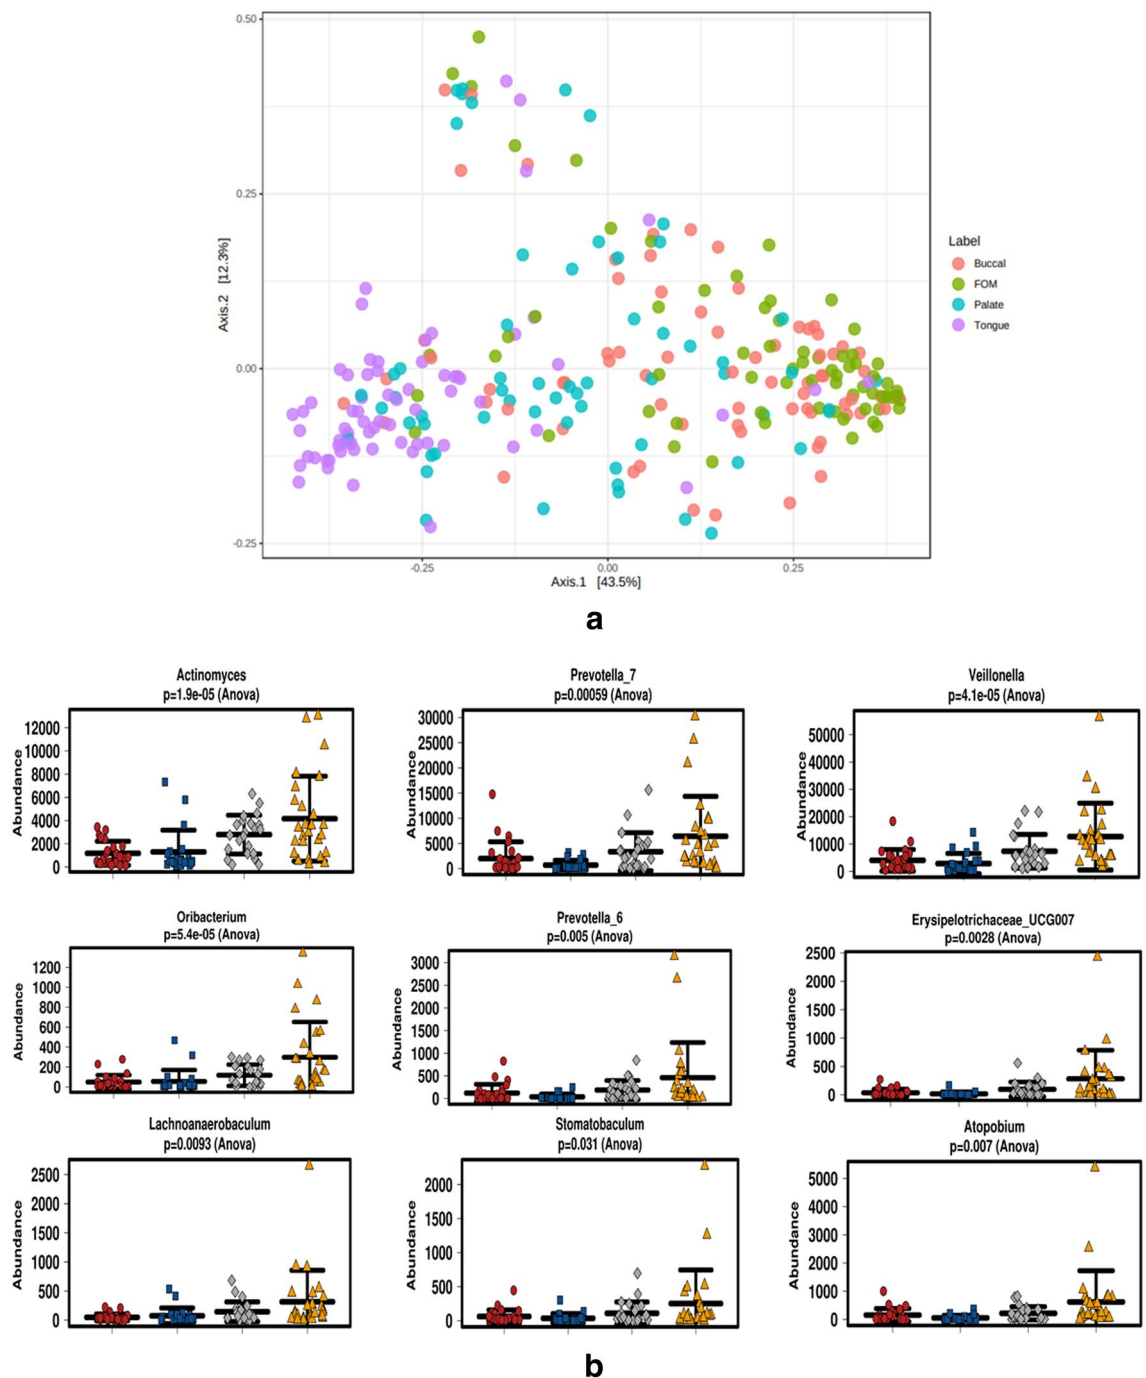 0.50
0.25
0.00
-0.25
Axis.2 [12.3%]
-0.25 0.00 0.25
Axis.1 [43.5%]
Label
Buccal
FOM
Palate
Tongue
a
Actinomyces
p=1.9e-05 (Anova)
Abundance
12000
10000
8000
6000
4000
2000
0
Prevotella_7
p=0.00059 (Anova)
Abundance
30000
25000
20000
15000
10000
5000
0
Veillonella
p=4.1e-05 (Anova)
Abundance
50000
40000
30000
20000
10000
0
Oribacterium
p=5.4e-05 (Anova)
Abundance
1200
1000
800
600
400
200
0
Prevotella_6
p=0.005 (Anova)
Abundance
3000
2500
2000
1500
1000
500
0
Erysipelotrichaceae_UCG007
p=0.0028 (Anova)
Abundance
2500
2000
1500
1000
500
0
Lachnoanaerobaculum
p=0.0093 (Anova)
Abundance
2500
2000
1500
1000
500
0
Stomatobaculum
p=0.031 (Anova)
Abundance
2000
1500
1000
500
0
Atopobium
p=0.007 (Anova)
Abundance
5000
4000
3000
2000
1000
0
b